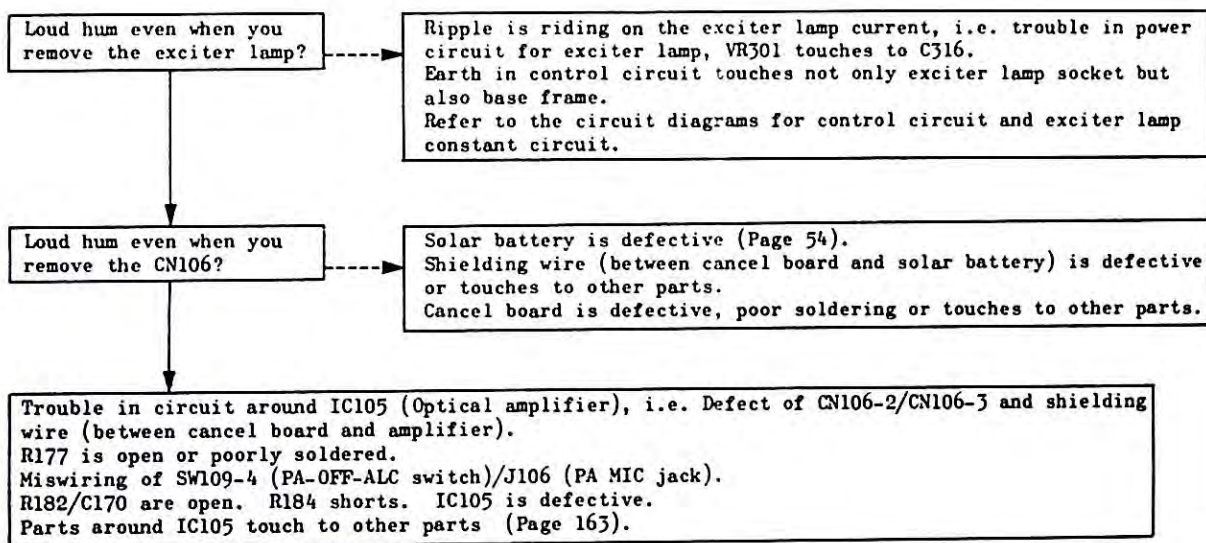 Loud hum even when you
remove the exciter lamp?
Ripple is riding on the exciter lamp current, i.e. trouble in power
circuit for exciter lamp, VR301 touches to C316.
Earth in control circuit touches not only exciter lamp socket but
also base frame.
Refer to the circuit diagrams for control circuit and exciter lamp
constant circuit.
Loud hum even when you
remove the CN106?
Solar battery is defective (Page 54).
Shielding wire (between cancel board and solar battery) is defective
or touches to other parts.
Cancel board is defective, poor soldering or touches to other parts.
Trouble in circuit around IC105 (Optical amplifier), i.e. Defect of CN106-2/CN106-3 and shielding
wire (between cancel board and amplifier).
R177 is open or poorly soldered.
Miswiring of SW109-4 (PA-OFF-ALC switch)/J106 (PA MIC jack).
R182/C170 are open. R184 shorts. IC105 is defective.
Parts around IC105 touch to other parts (Page 163).